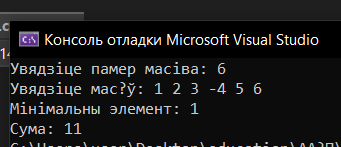 Консоль отладки Microsoft Visual Studio
Увядзіце памер масіва: 6
Увядзіце мас?ў: 1 2 3 -4 5 6
Мінімальны элемент: 1
Сума: 11